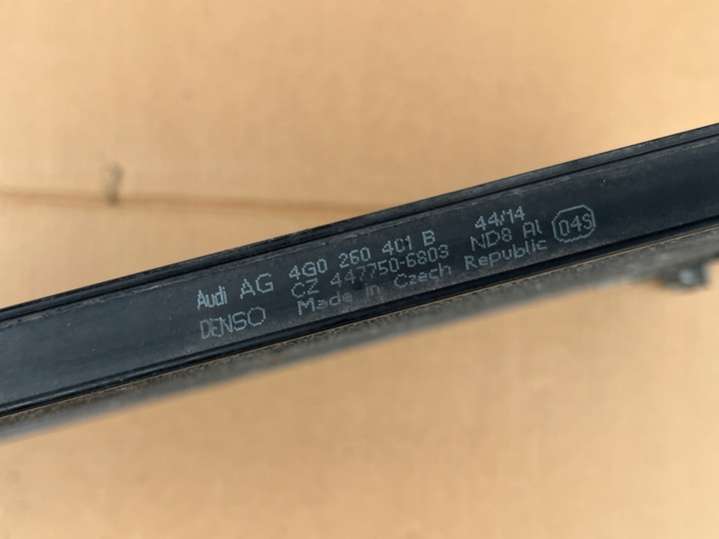 Audi AG 4G0 260 401 B 44/14
DENSO CZ 447750-6803 ND8 Al 04S
Made in Czech Republic